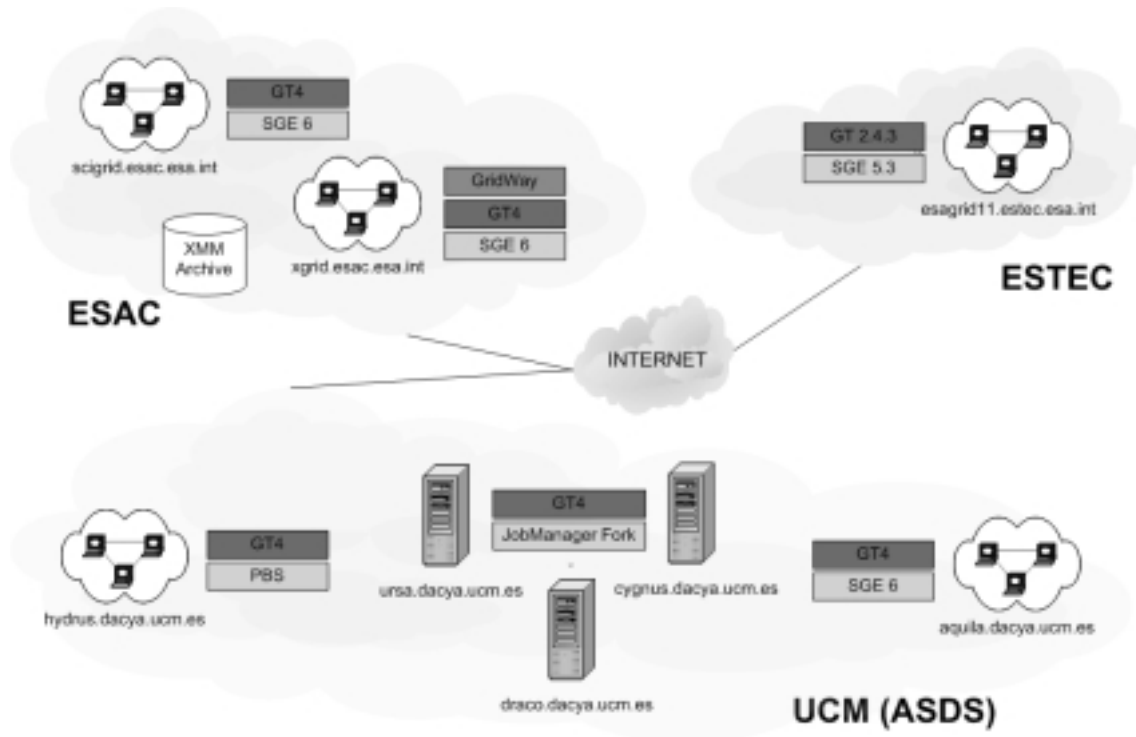 GT4
SGE 6
scigrid.esac.esa.int
GridWay
GT4
SGE 6
xgrid.esac.esa.int
XMM
Archive
ESAC
GT 2.4.3
SGE 5.3
esagrid11.estec.esa.int
ESTEC
INTERNET
GT4
PBS
hydrus.dacya.ucm.es
GT4
JobManager Fork
ursa.dacya.ucm.es
cygnus.dacya.ucm.es
draco.dacya.ucm.es
GT4
SGE 6
aquila.dacya.ucm.es
UCM (ASDS)